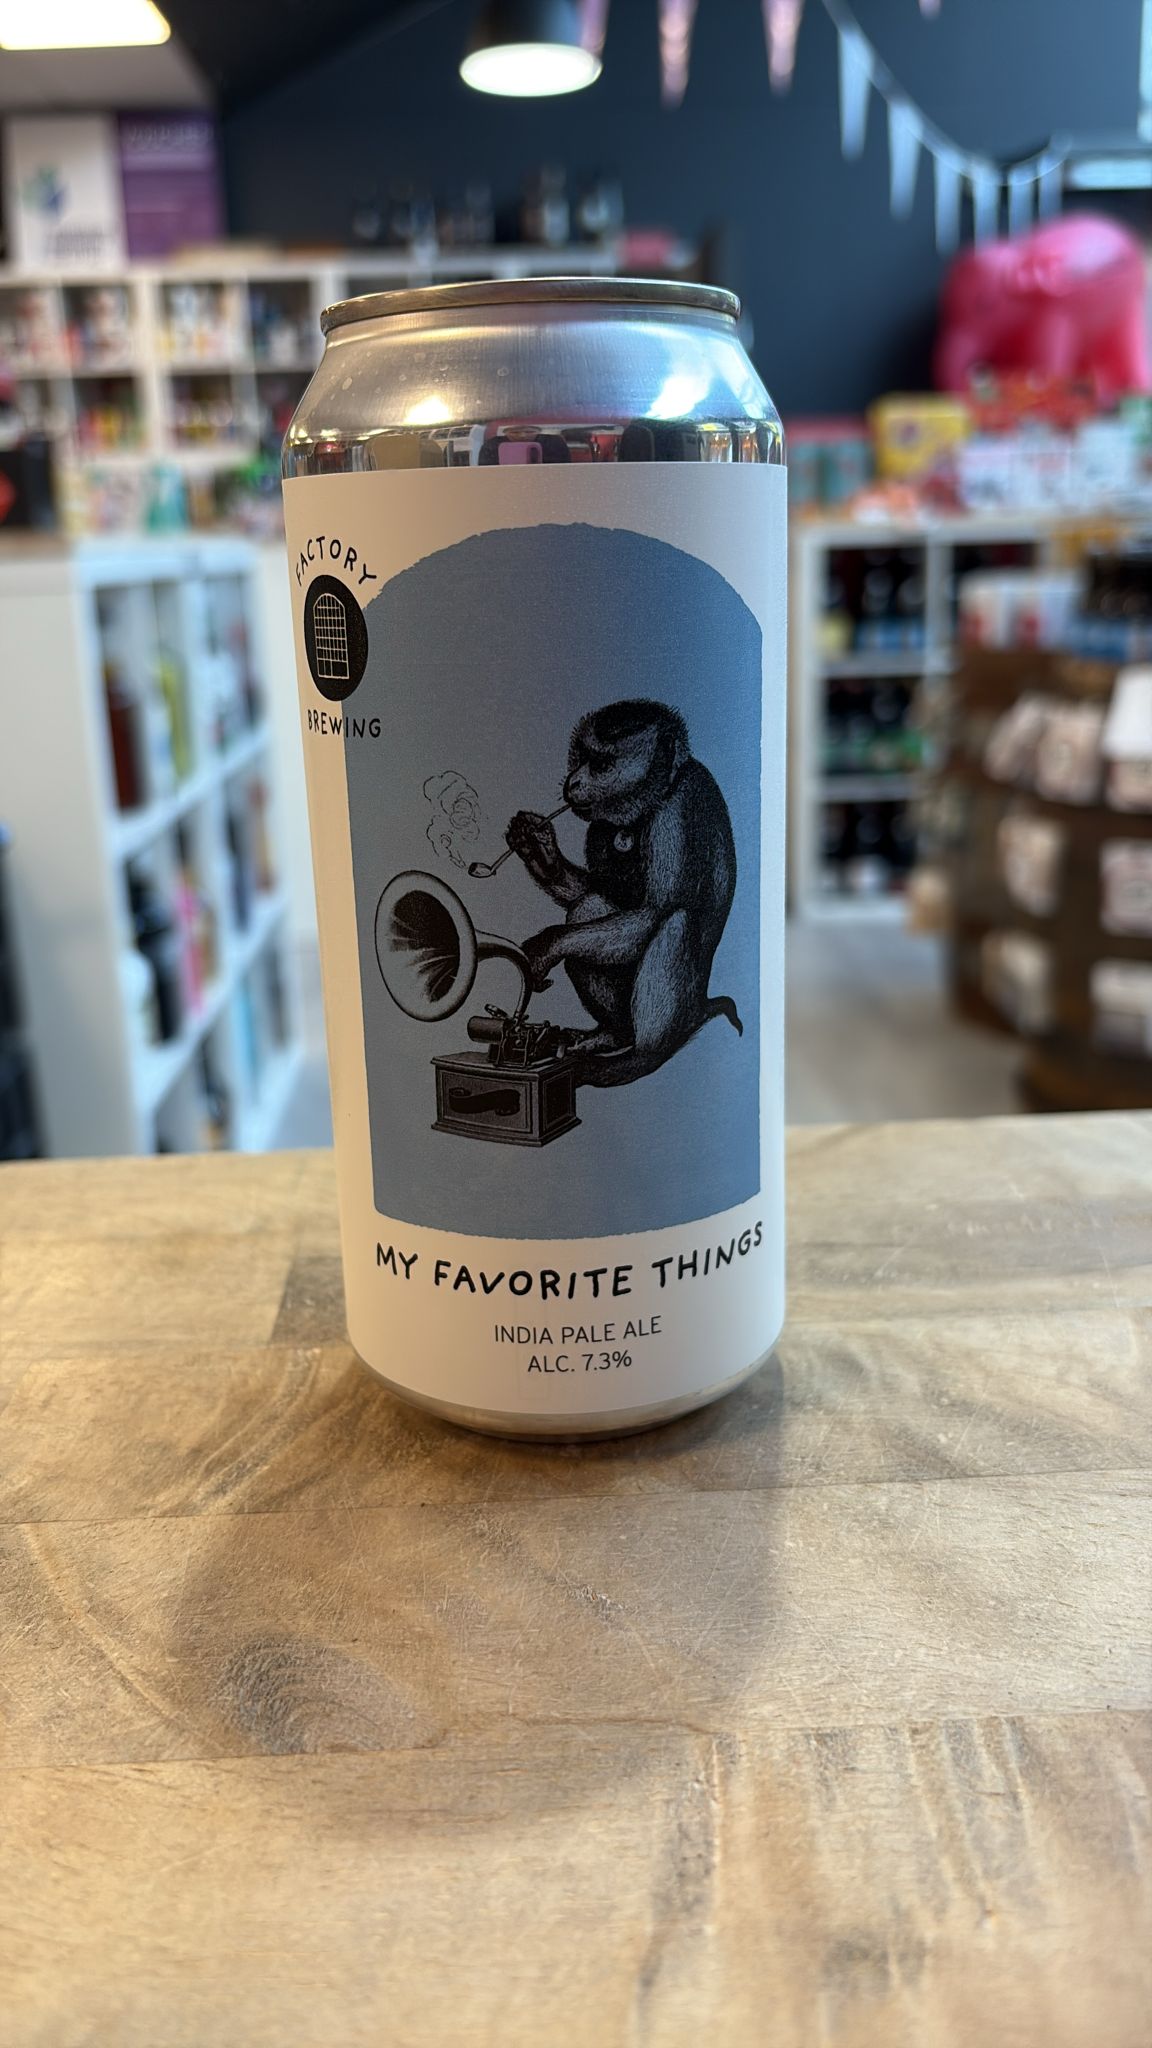 FACTORY
BREWING
MY FAVORITE THINGS
INDIA PALE ALE
ALC. 7.3%